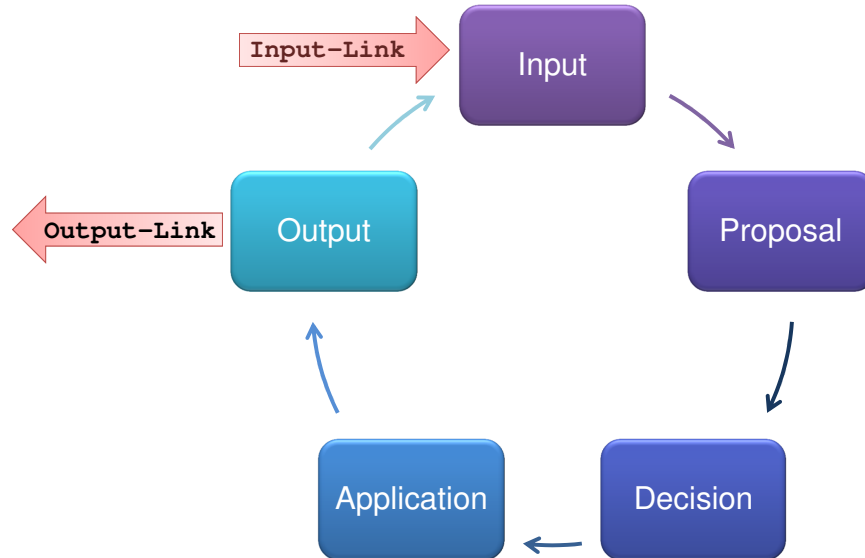 Input-Link
Input
Proposal
Output-Link
Output
Application
Decision